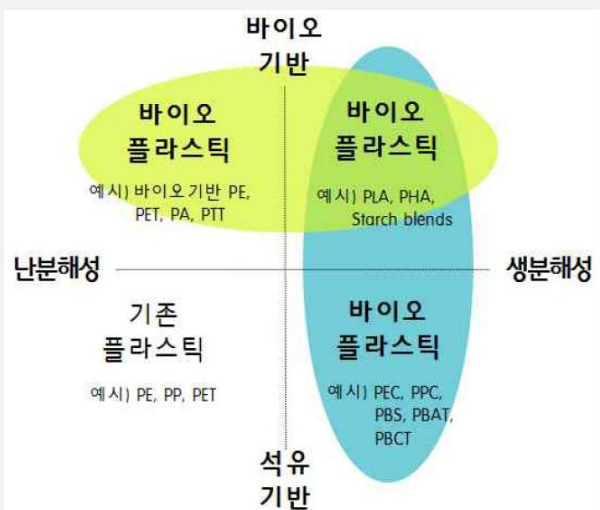 바이오
기반
바이오
플라스틱
예시) 바이오기반 PE,
PET, PA, PTT
바이오
플라스틱
예시) PLA, PHA,
Starch blends
난분해성
생분해성
기존
플라스틱
예시) PE, PP, PET
바이오
플라스틱
예시) PEC, PPC,
PBS, PBAT,
PBCT
석유
기반